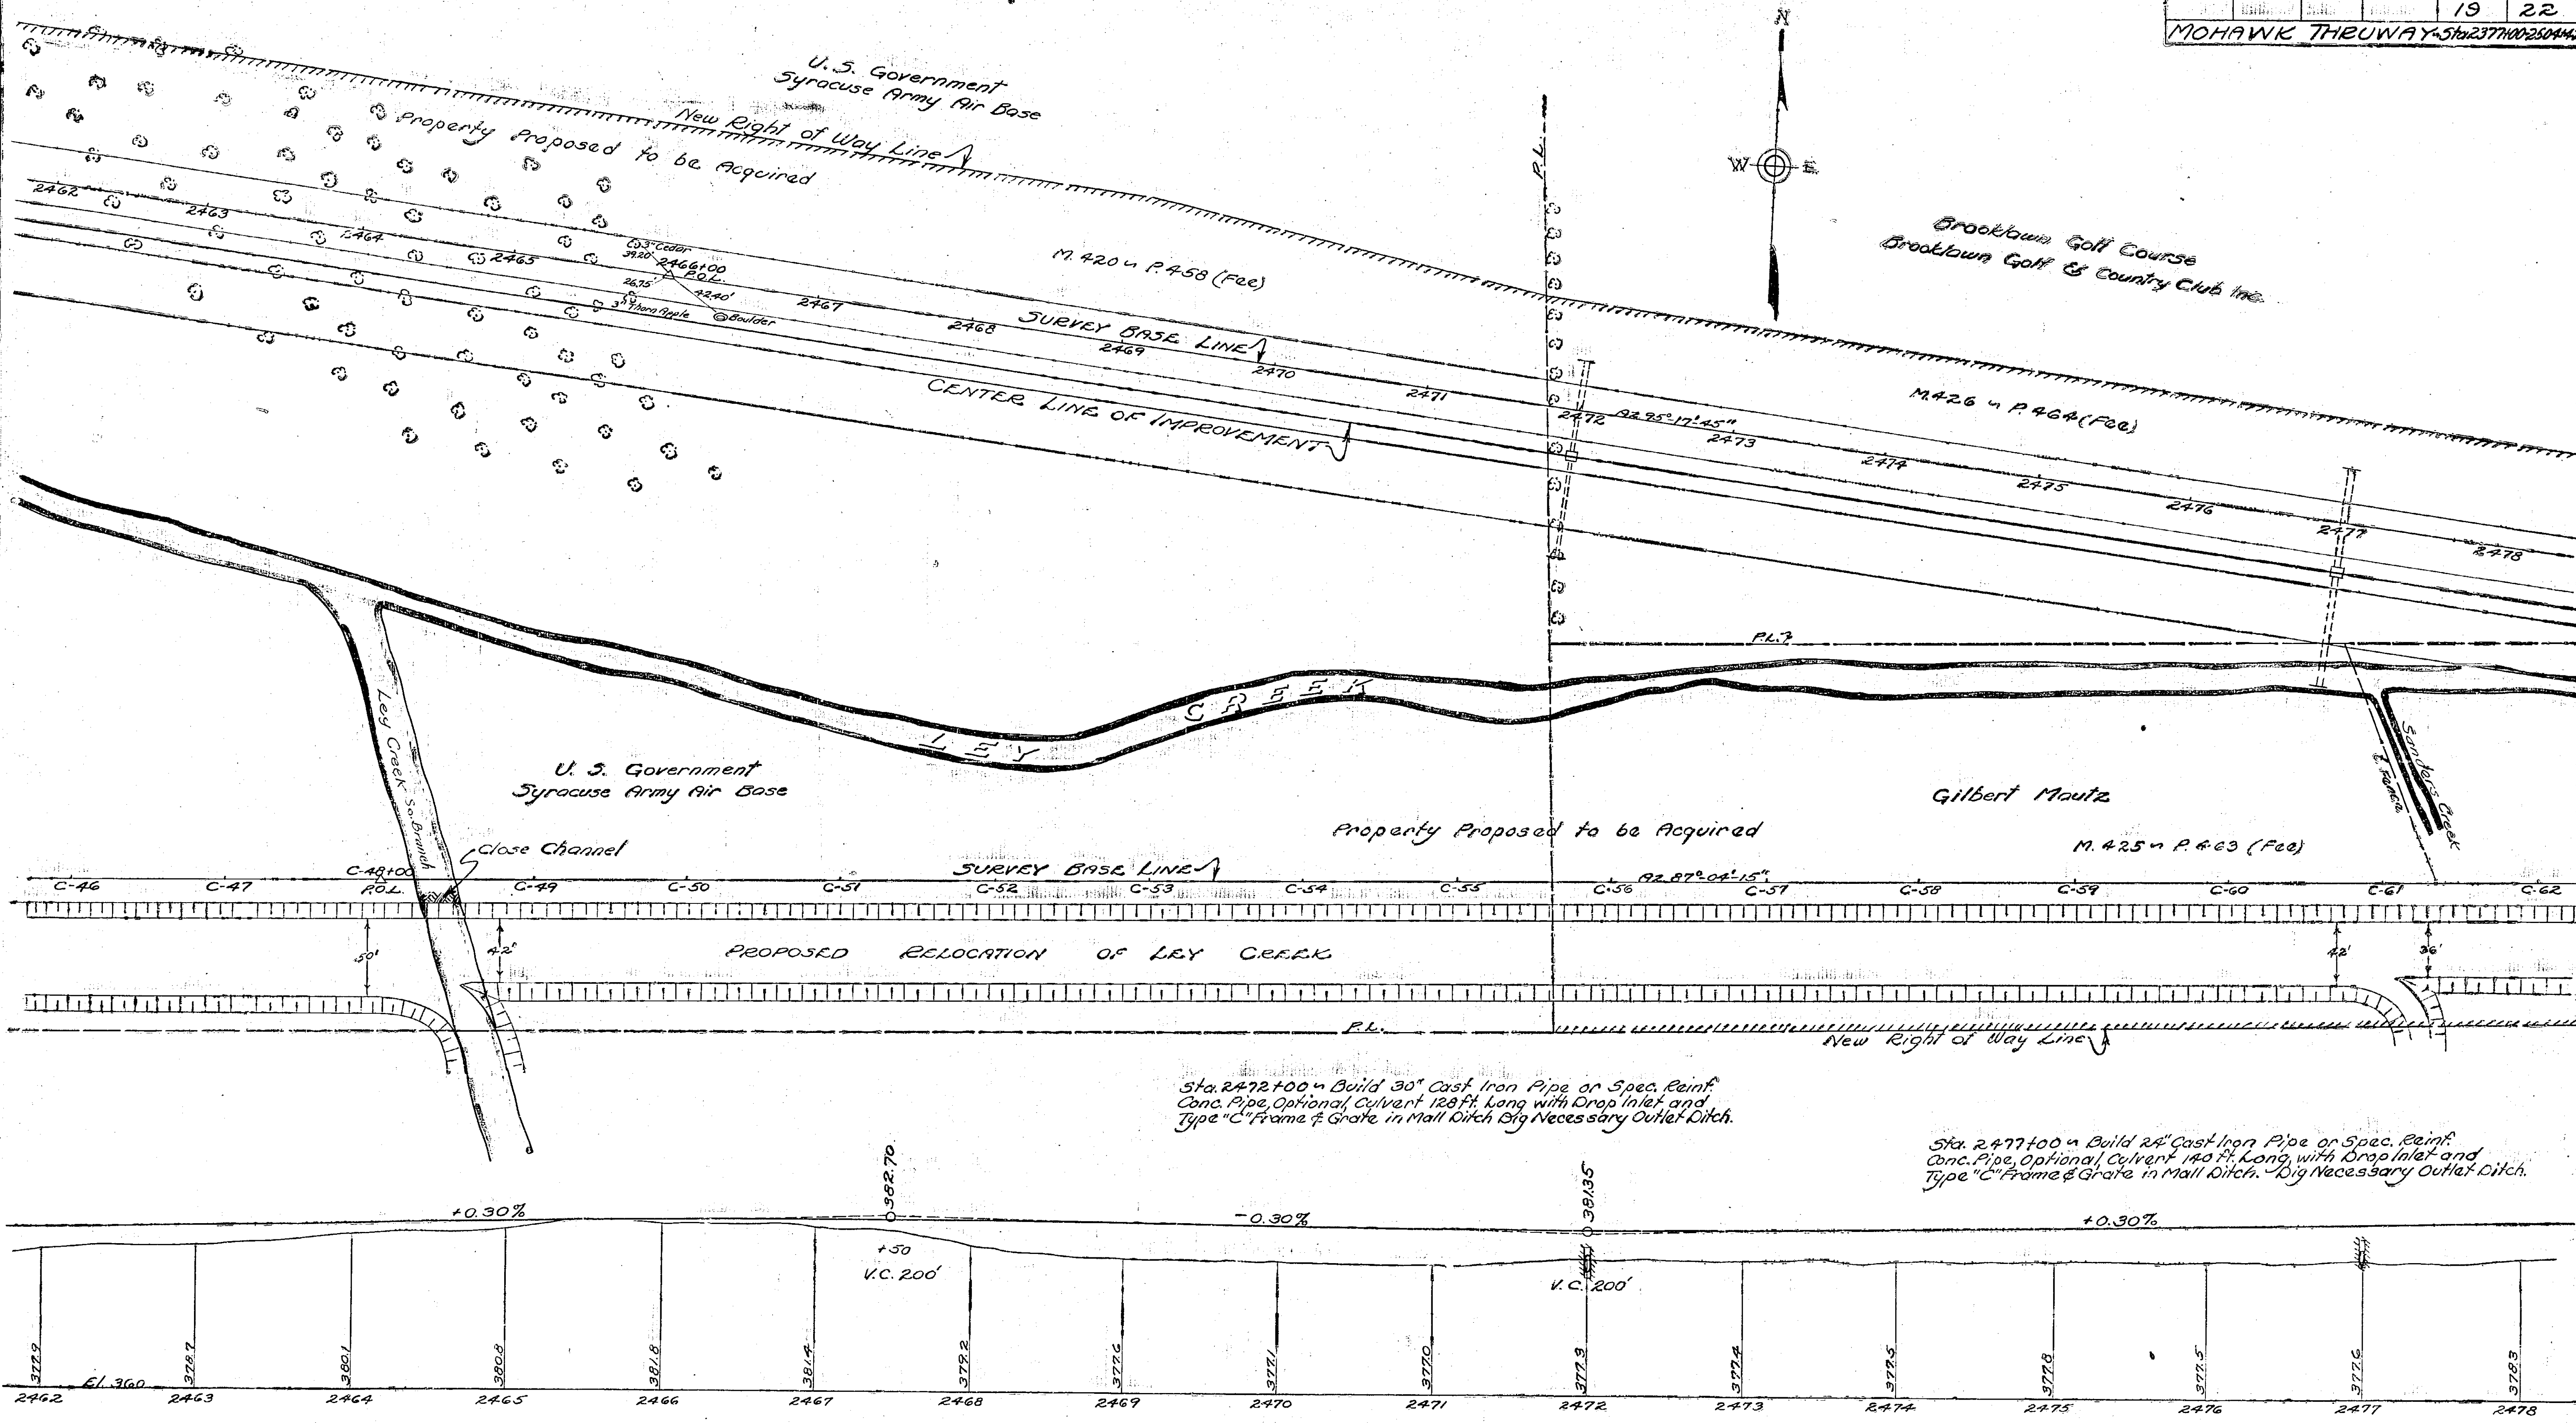 19 22
MOHAWK THRUWAY
N
W E
U. S. Government
Syracuse Army Air Base
New Right of Way Line
Property Proposed to be Acquired
P.L.
Brooklawn Golf Course
Brooklawn Golf & Country Club Inc.
M. 420 P. 458 (Fee)
M. 426 P. 464 (Fee)
2462
2463
2464
2465
3" Cedar
39.20'
2466+00
P.O.L.
26.75'
42.40'
3" Thorn Apple
Boulder
2467
2468
2469
2470
2471
2472
2473
2474
2475
2476
2477
2478
SURVEY BASE LINE
CENTER LINE OF IMPROVEMENT
AZ 95°-17'-45"
P.L.?
LEY CREEK
Ley Creek So. Branch
Sanders Creek
U. S. Government
Syracuse Army Air Base
Gilbert Mautz
Property Proposed to be Acquired
M. 425 P. 463 (Fee)
Close Channel
SURVEY BASE LINE
AZ 87°-04'-15"
C-46 C-47 C-48+00 C-49 C-50 C-51 C-52 C-53 C-54 C-55 C-56 C-57 C-58 C-59 C-60 C-61 C-62
P.O.L.
50' 42' 42' 36'
PROPOSED RELOCATION OF LEY CREEK
P.L.
New Right of Way Line
Sta. 2472+00 Build 30" Cast Iron Pipe or Spec. Reinf.
Conc. Pipe, Optional, Culvert 128 ft. Long with Drop Inlet and
Type "C" Frame & Grate in Mall Ditch Dig Necessary Outlet Ditch.
Sta. 2477+00 Build 24" Cast Iron Pipe or Spec. Reinf.
Conc. Pipe, Optional, Culvert 140 ft. Long, with Drop Inlet and
Type "C" Frame & Grate in Mall Ditch. Dig Necessary Outlet Ditch.
382.70
381.35
+0.30% -0.30% +0.30%
+50
V.C. 200'
V.C. 200'
377.9 378.7 380.1 380.8 381.8 381.4 379.2 377.6 377.1 377.0 377.3 377.4 377.5 377.8 377.5 377.6 378.3
El. 360
2462 2463 2464 2465 2466 2467 2468 2469 2470 2471 2472 2473 2474 2475 2476 2477 2478